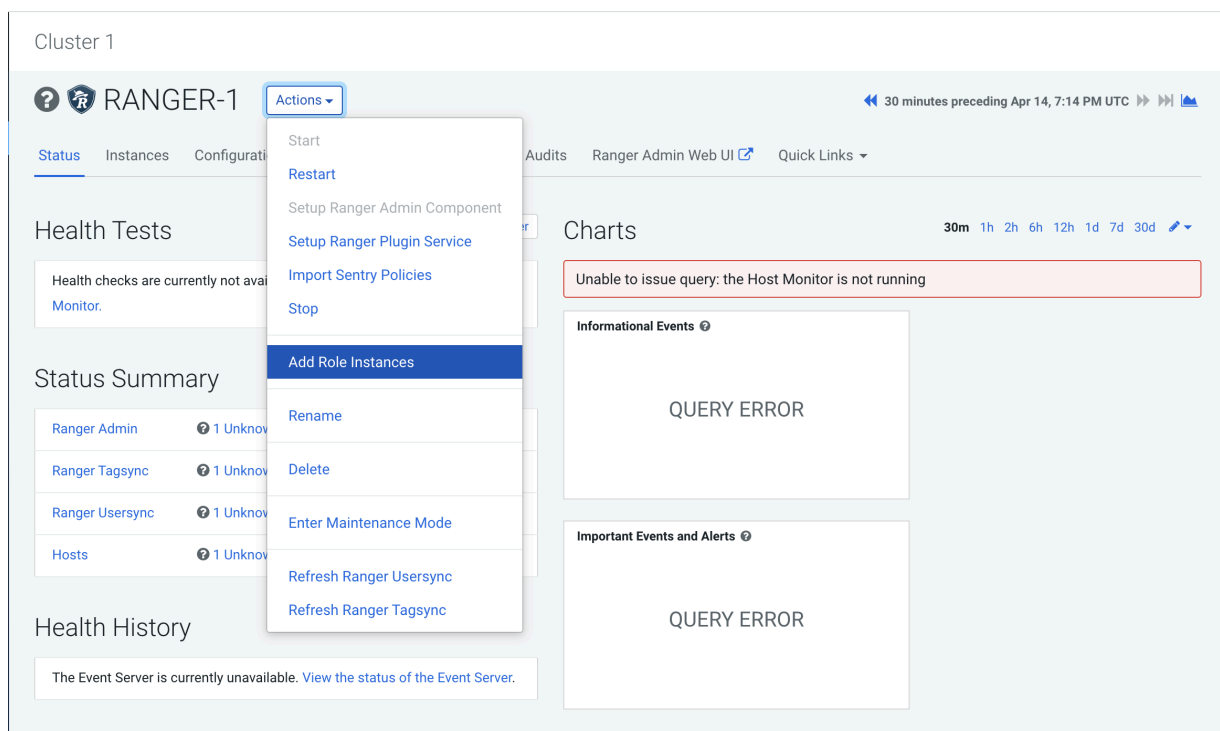 Cluster 1
RANGER-1
Actions
30 minutes preceding Apr 14, 7:14 PM UTC
Status Instances Audits Ranger Admin Web UI Quick Links
Start
Restart
Setup Ranger Admin Component
Setup Ranger Plugin Service
Import Sentry Policies
Stop
Add Role Instances
Rename
Delete
Enter Maintenance Mode
Refresh Ranger Usersync
Refresh Ranger Tagsync
Health Tests
Health checks are currently not
Monitor.
Status Summary
Ranger Admin 1
Ranger Tagsync 1
Ranger Usersync 1
Hosts 1
Health History
The Event Server is currently unavailable. View the status of the Event Server.
Charts
30m 1h 2h 6h 12h 1d 7d 30d
Unable to issue query: the Host Monitor is not running
Informational Events
QUERY ERROR
Important Events and Alerts
QUERY ERROR